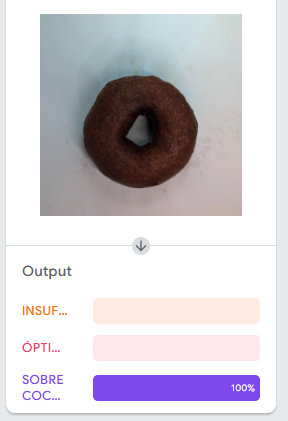 Output
INSUF...
ÓPTI...
SOBRE
COC...
100%